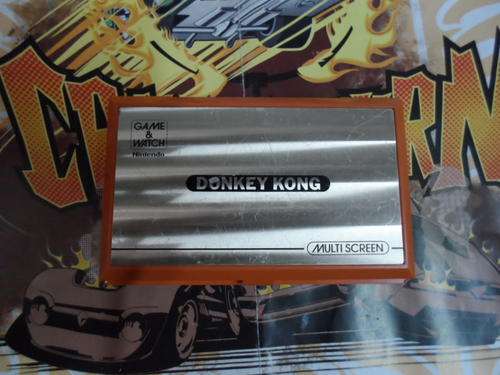 GAME
&
WATCH
Nintendo
DONKEY KONG
MULTI SCREEN